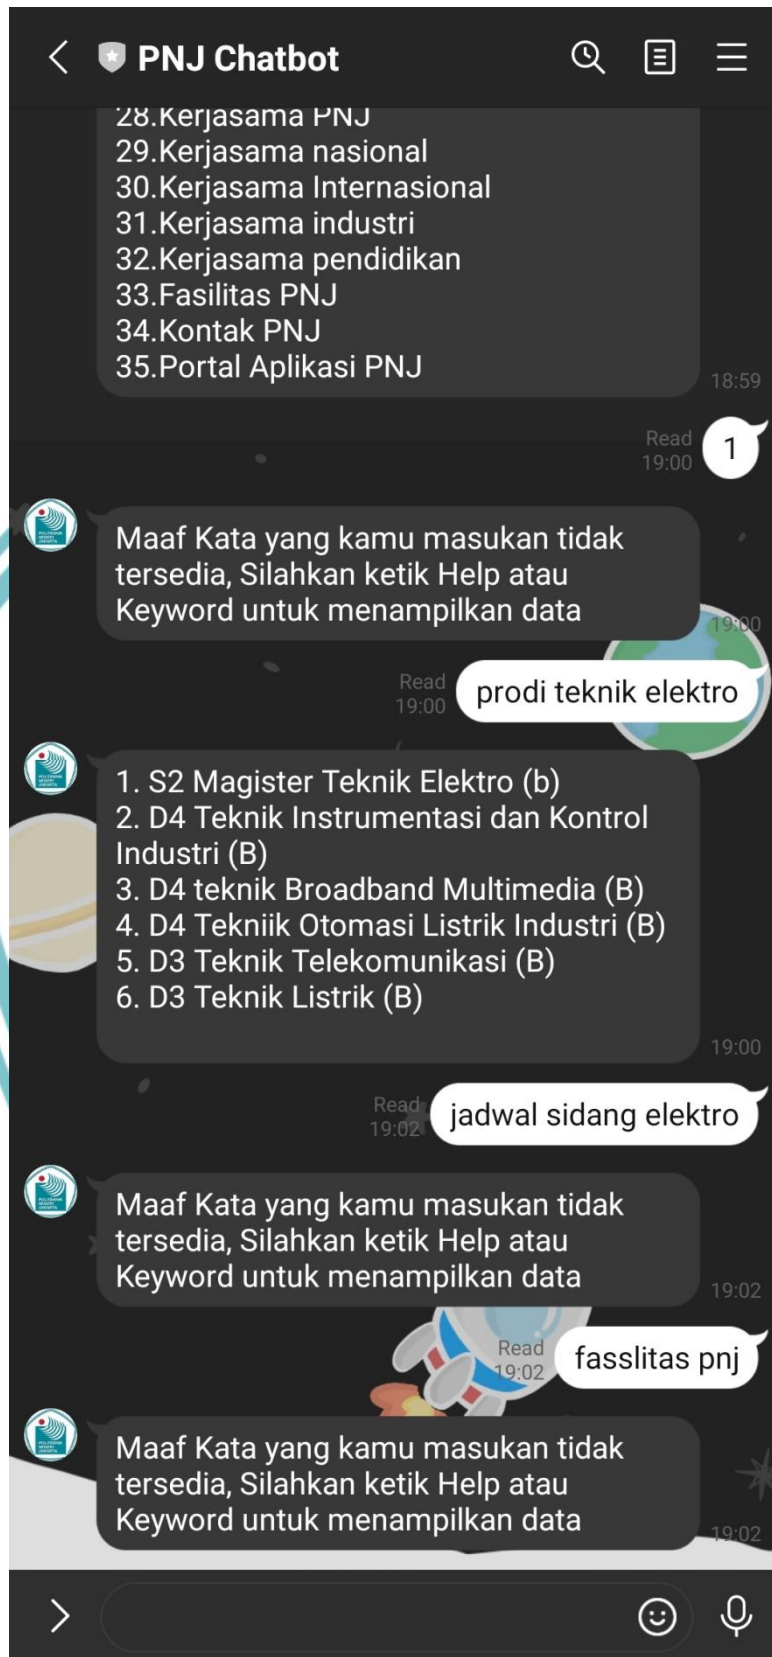 PNJ Chatbot
28.Kerjasama PNJ
29.Kerjasama nasional
30.Kerjasama Internasional
31.Kerjasama industri
32.Kerjasama pendidikan
33.Fasilitas PNJ
34.Kontak PNJ
35.Portal Aplikasi PNJ
18:59
Read
19:00
1
Maaf Kata yang kamu masukan tidak
tersedia, Silahkan ketik Help atau
Keyword untuk menampilkan data
19:00
Read
19:00
prodi teknik elektro
1. S2 Magister Teknik Elektro (b)
2. D4 Teknik Instrumentasi dan Kontrol
Industri (B)
3. D4 teknik Broadband Multimedia (B)
4. D4 Tekniik Otomasi Listrik Industri (B)
5. D3 Teknik Telekomunikasi (B)
6. D3 Teknik Listrik (B)
19:00
Read
19:02
jadwal sidang elektro
Maaf Kata yang kamu masukan tidak
tersedia, Silahkan ketik Help atau
Keyword untuk menampilkan data
19:02
Read
19:02
fasslitas pnj
Maaf Kata yang kamu masukan tidak
tersedia, Silahkan ketik Help atau
Keyword untuk menampilkan data
19:02